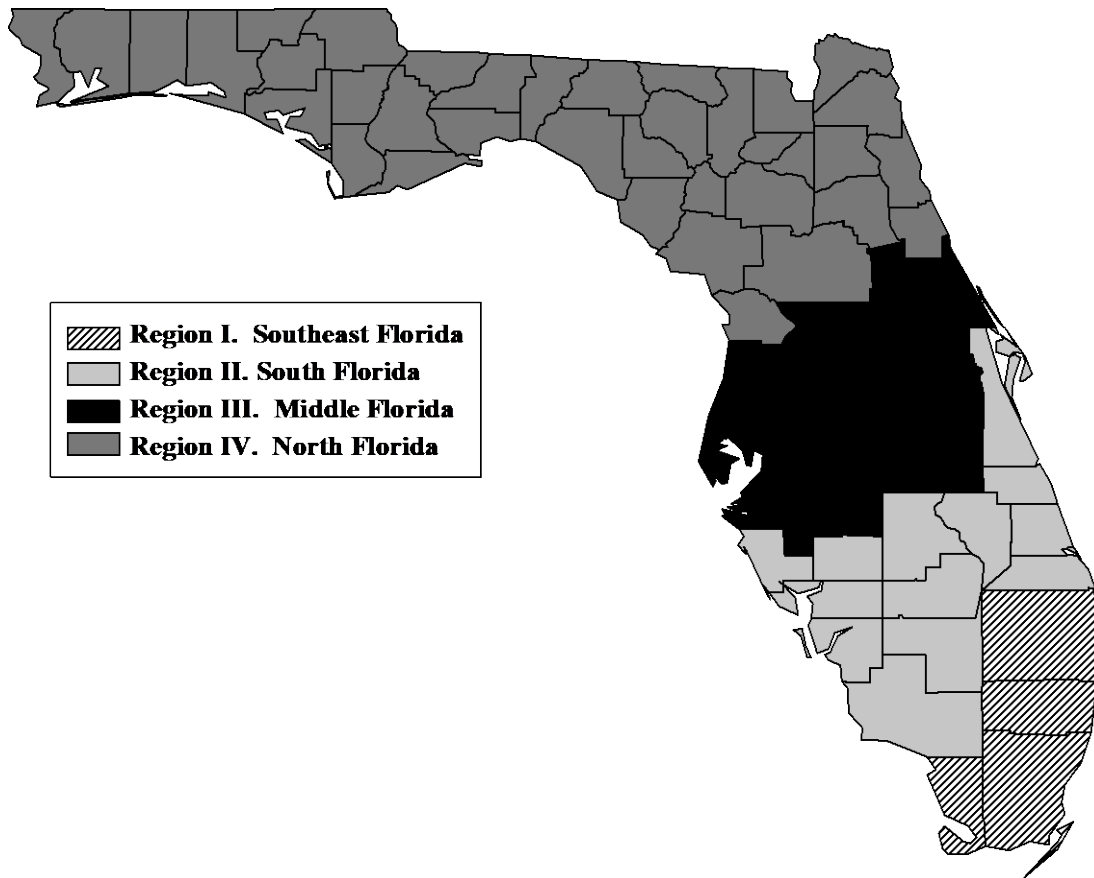 Region I. Southeast Florida
Region II. South Florida
Region III. Middle Florida
Region IV. North Florida